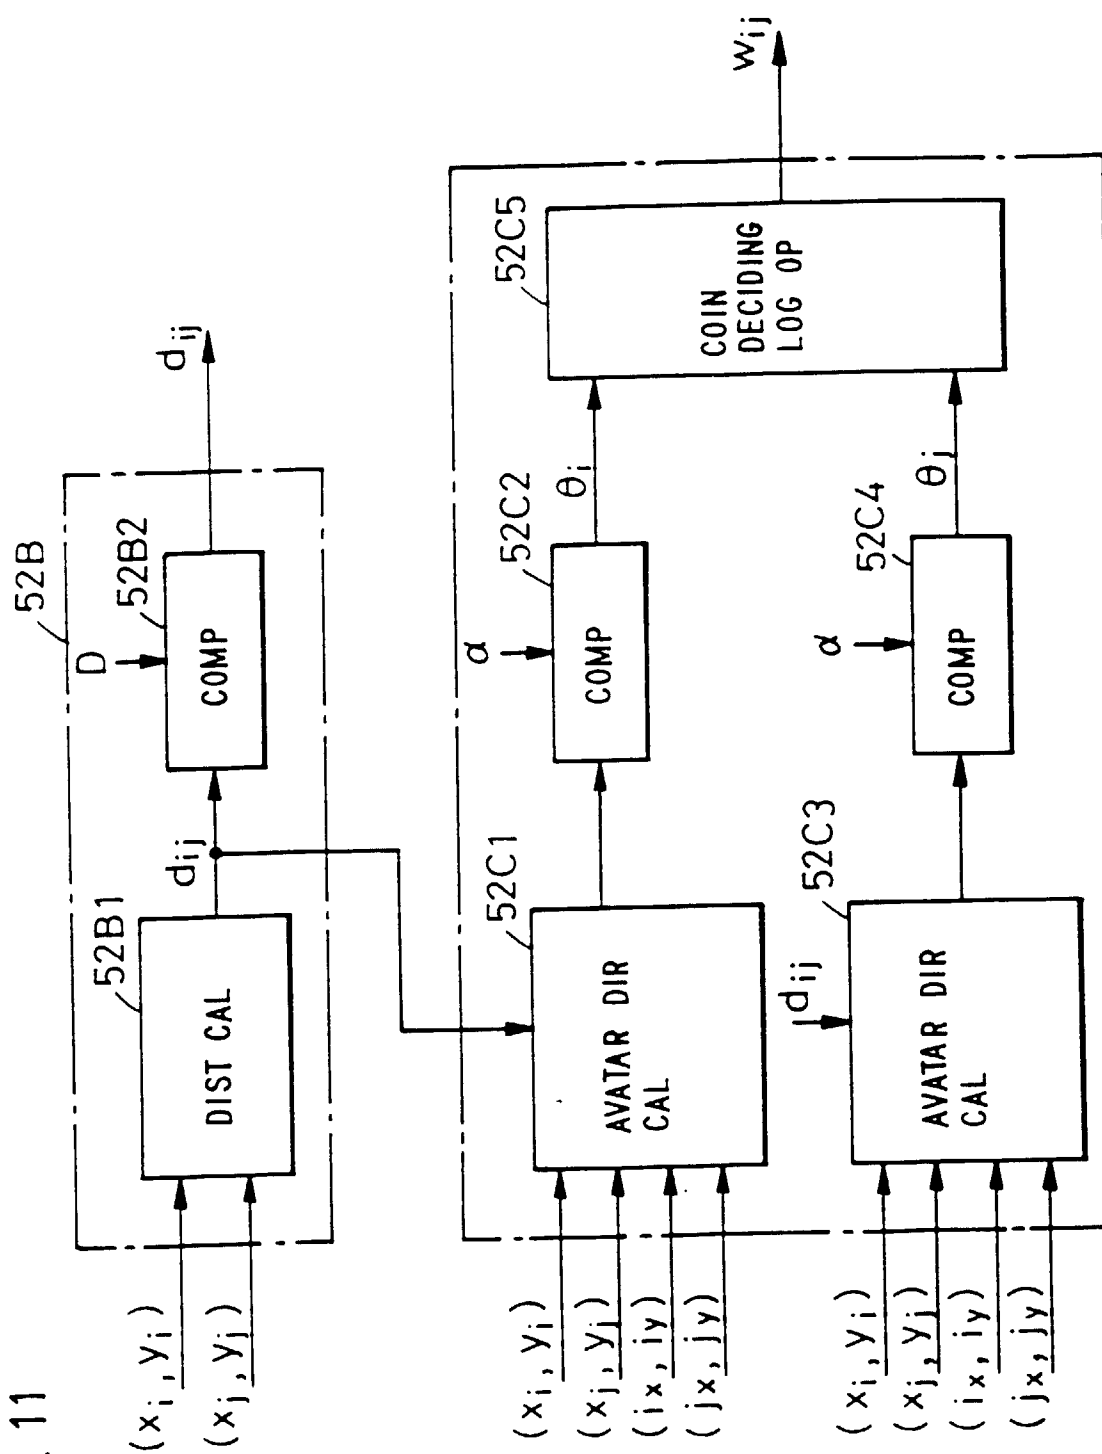 . 11
52B
(xi, yi)
(xj, yj)
52B1
DIST CAL
dij
D
52B2
COMP
dij
(xi, yi)
(xj, yj)
(ix, iy)
(jx, jy)
52C1
AVATAR DIR
CAL
α
52C2
COMP
θi
(xi, yi)
(xj, yj)
(ix, iy)
(jx, jy)
dij
52C3
AVATAR DIR
CAL
α
52C4
COMP
θj
52C5
COIN
DECIDING
LOG OP
wij